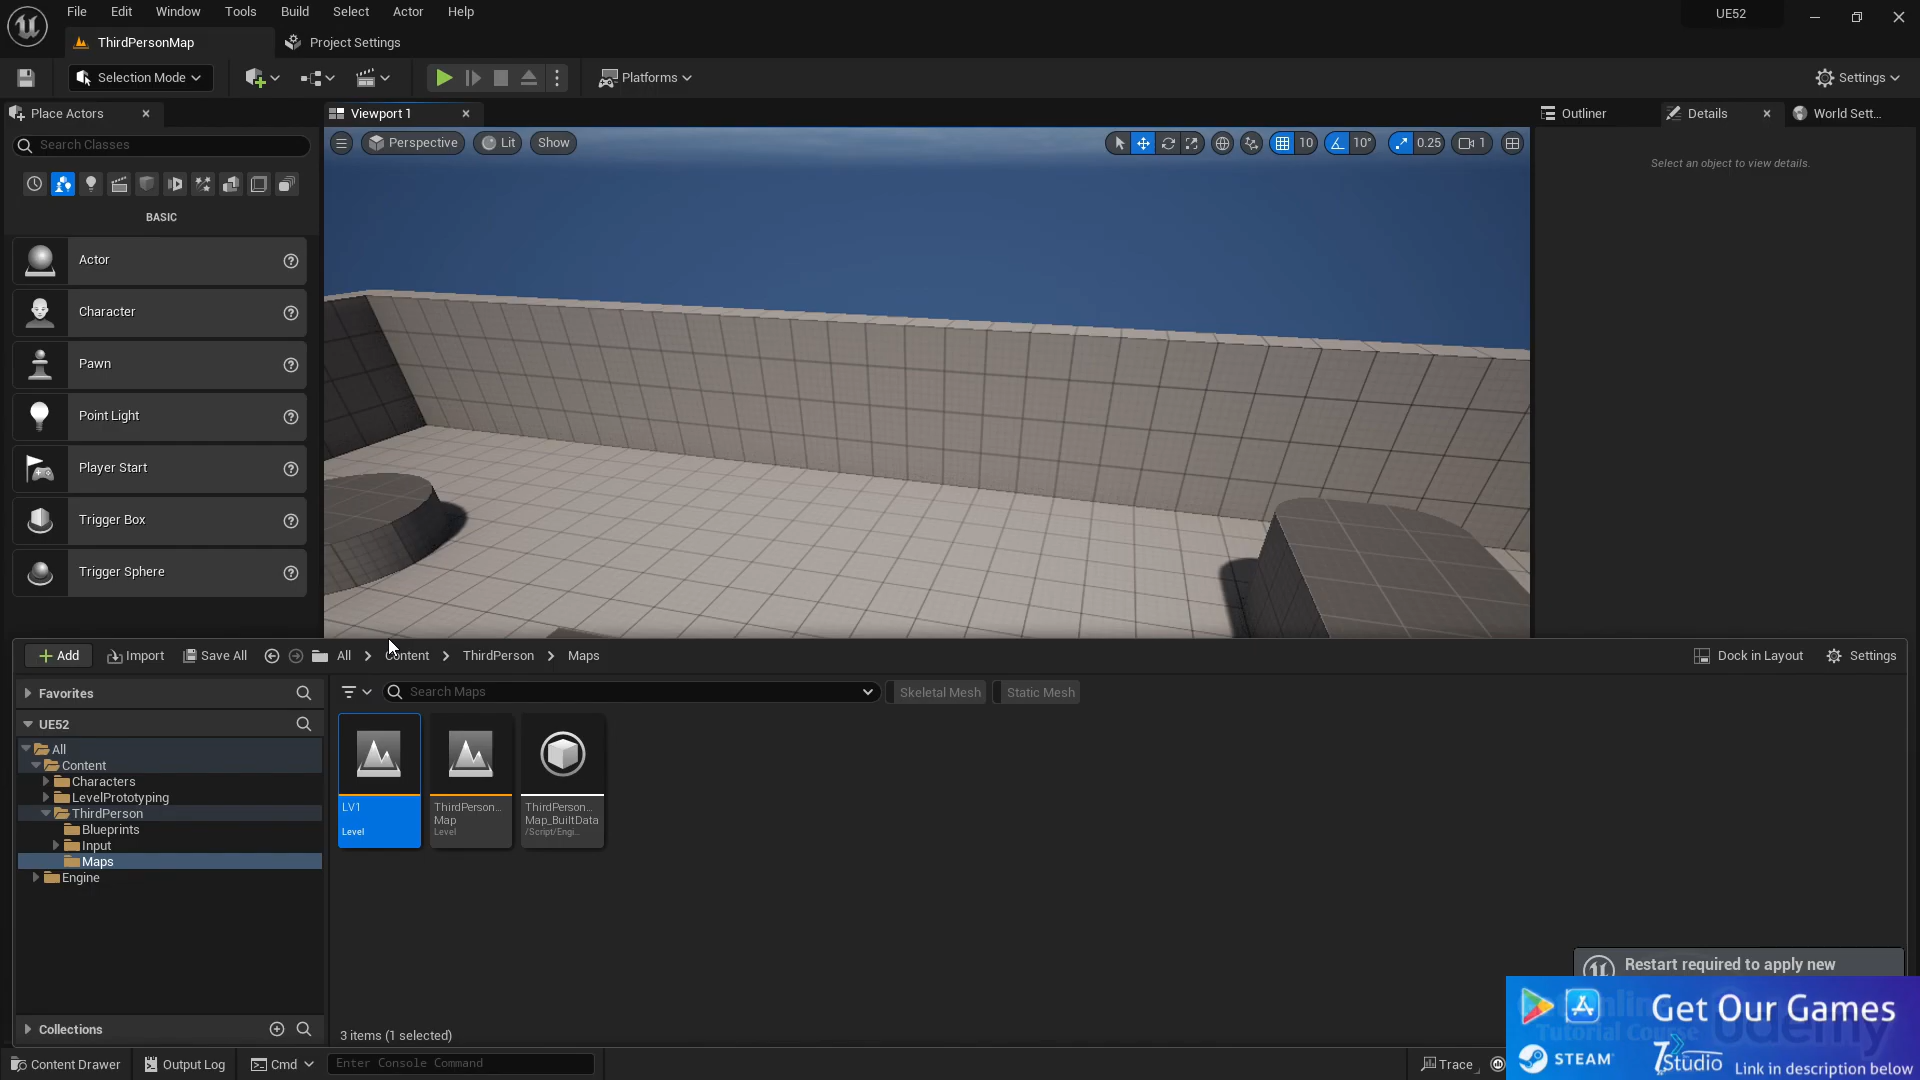 File Edit Window Tools Build Select Actor Help
UE52
ThirdPersonMap
Project Settings
Selection Mode
Platforms
Settings
Place Actors
Viewport 1
Outliner
Details
World Sett...
Search Classes
Perspective
Lit
Show
10
10°
0.25
1
Select an object to view details.
BASIC
Actor
Character
Pawn
Point Light
Player Start
Trigger Box
Trigger Sphere
Add
Import
Save All
All
Content
ThirdPerson
Maps
Dock in Layout
Settings
Favorites
Search Maps
Skeletal Mesh
Static Mesh
UE52
All
Content
Characters
LevelPrototyping
ThirdPerson
Blueprints
Input
Maps
Engine
LV1
Level
ThirdPerson...
Map
Level
ThirdPerson...
Map_BuiltData
/Script/Engi...
Restart required to apply new
Get Our Games
STEAM
7Studio
Link in description below
Collections
3 items (1 selected)
Content Drawer
Output Log
Cmd
Enter Console Command
Trace